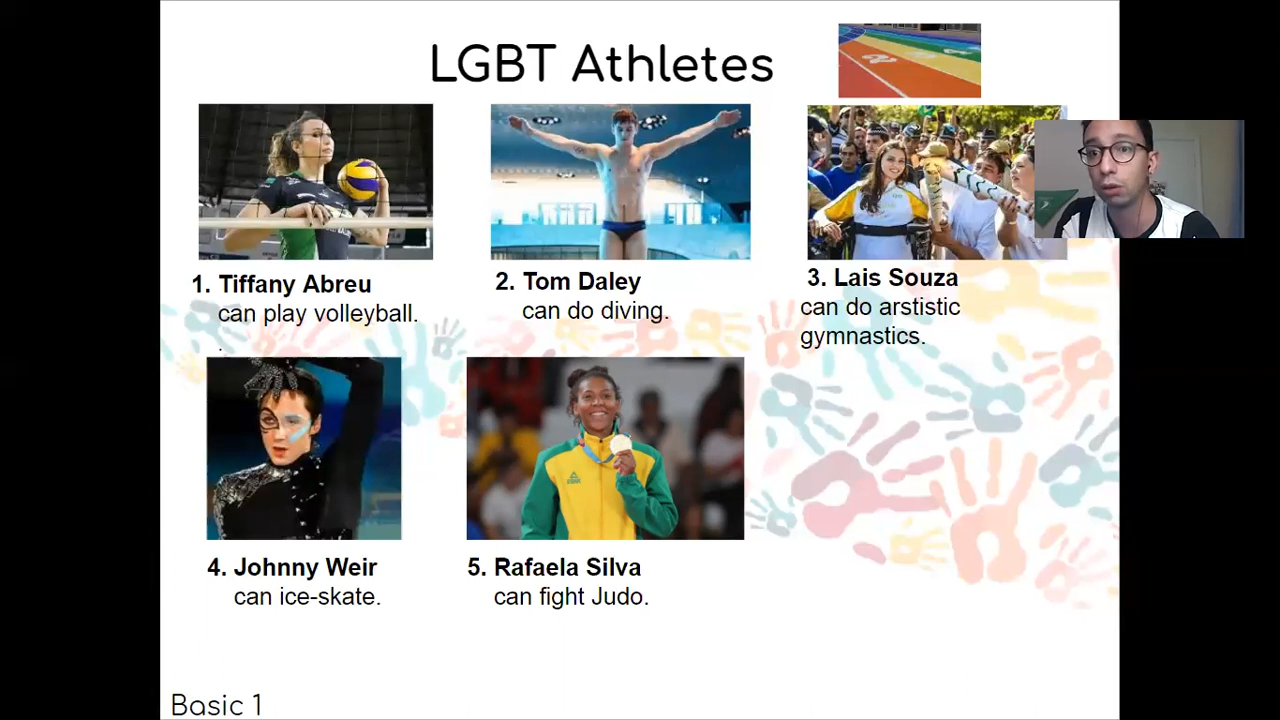 LGBT Athletes
1. Tiffany Abreu
can play volleyball.
.
2. Tom Daley
can do diving.
3. Lais Souza
can do arstistic
gymnastics.
4. Johnny Weir
can ice-skate.
5. Rafaela Silva
can fight Judo.
Basic 1